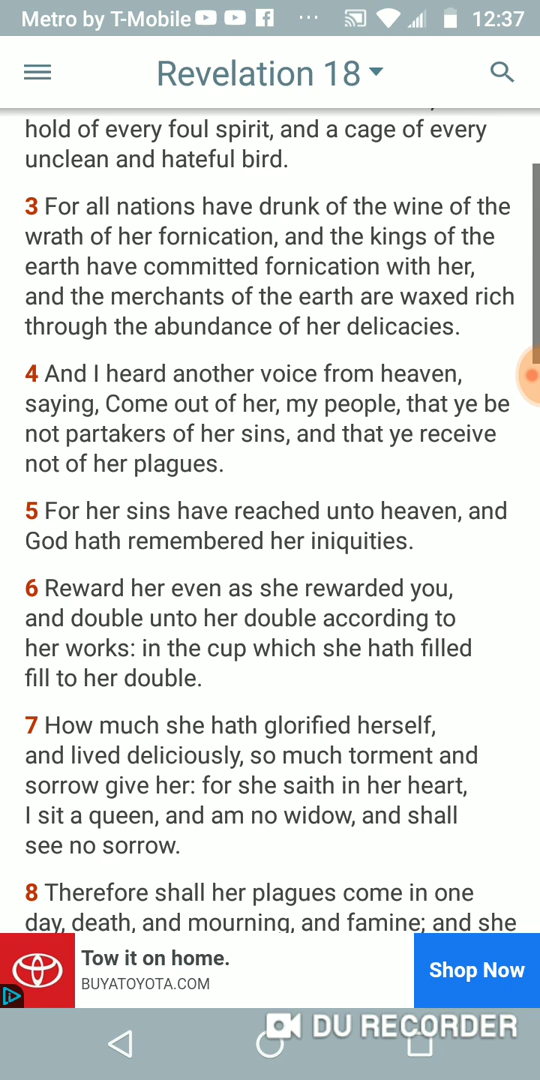 Metro by T-Mobile 12:37
Revelation 18
hold of every foul spirit, and a cage of every
unclean and hateful bird.
3 For all nations have drunk of the wine of the
wrath of her fornication, and the kings of the
earth have committed fornication with her,
and the merchants of the earth are waxed rich
through the abundance of her delicacies.
4 And I heard another voice from heaven,
saying, Come out of her, my people, that ye be
not partakers of her sins, and that ye receive
not of her plagues.
5 For her sins have reached unto heaven, and
God hath remembered her iniquities.
6 Reward her even as she rewarded you,
and double unto her double according to
her works: in the cup which she hath filled
fill to her double.
7 How much she hath glorified herself,
and lived deliciously, so much torment and
sorrow give her: for she saith in her heart,
I sit a queen, and am no widow, and shall
see no sorrow.
8 Therefore shall her plagues come in one
day, death, and mourning, and famine; and she
Tow it on home.
BUYATOYOTA.COM
Shop Now
DU RECORDER